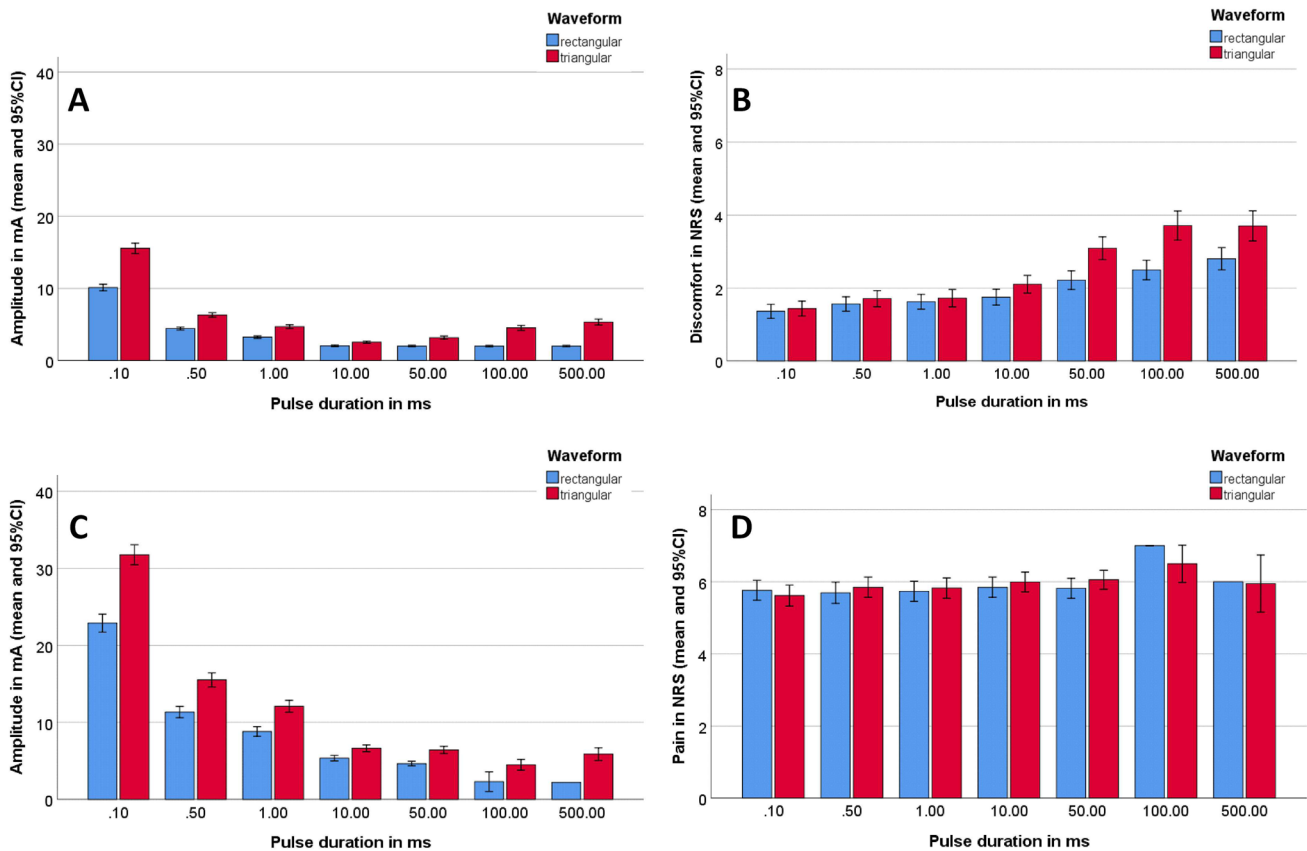 Waveform
rectangular
triangular
A
Amplitude in mA (mean and 95%CI)
40
30
20
10
0
.10 .50 1.00 10.00 50.00 100.00 500.00
Pulse duration in ms
Waveform
rectangular
triangular
B
Discomfort in NRS (mean and 95%CI)
8
6
4
2
0
.10 .50 1.00 10.00 50.00 100.00 500.00
Pulse duration in ms
Waveform
rectangular
triangular
C
Amplitude in mA (mean and 95%CI)
40
30
20
10
0
.10 .50 1.00 10.00 50.00 100.00 500.00
Pulse duration in ms
Waveform
rectangular
triangular
D
Pain in NRS (mean and 95%CI)
8
6
4
2
0
.10 .50 1.00 10.00 50.00 100.00 500.00
Pulse duration in ms